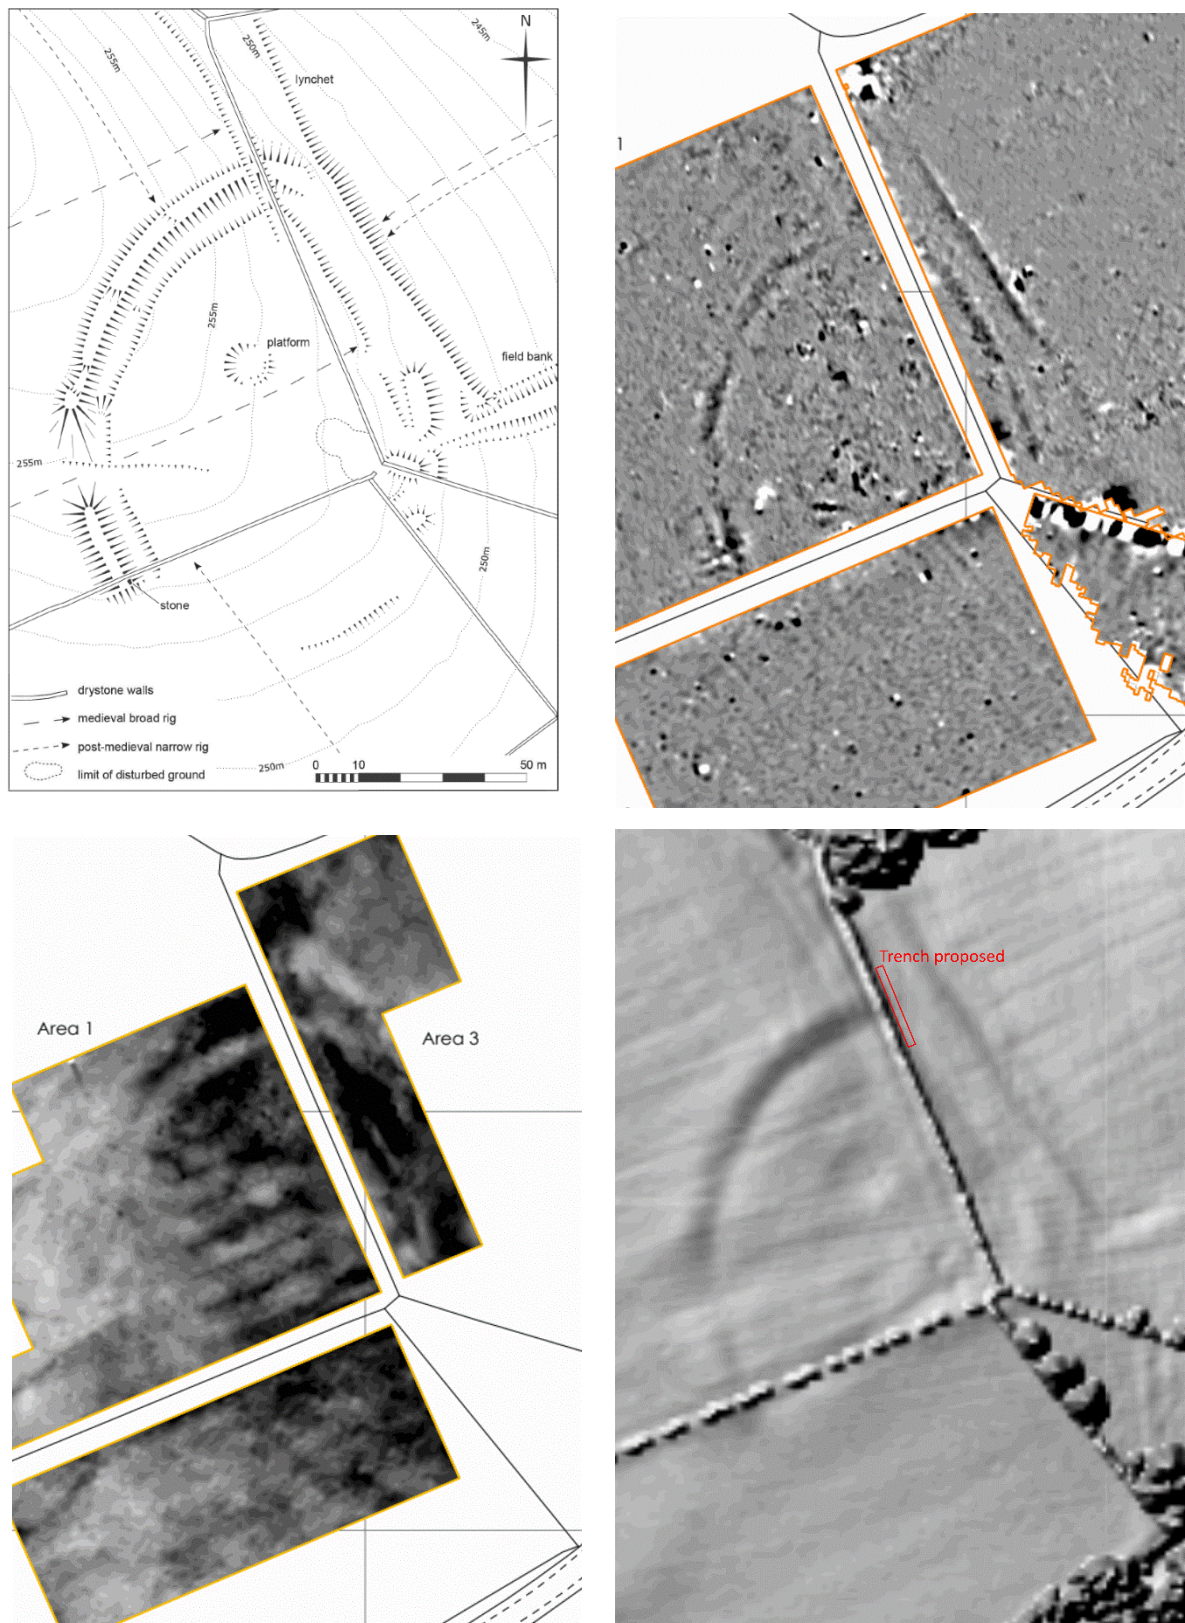 N
255m
250m
245m
lynchet
255m
platform
field bank
255m
250m
stone
drystone walls
medieval broad rig
post-medieval narrow rig
limit of disturbed ground
250m
0 10 50 m
1
Area 1
Area 3
Trench proposed